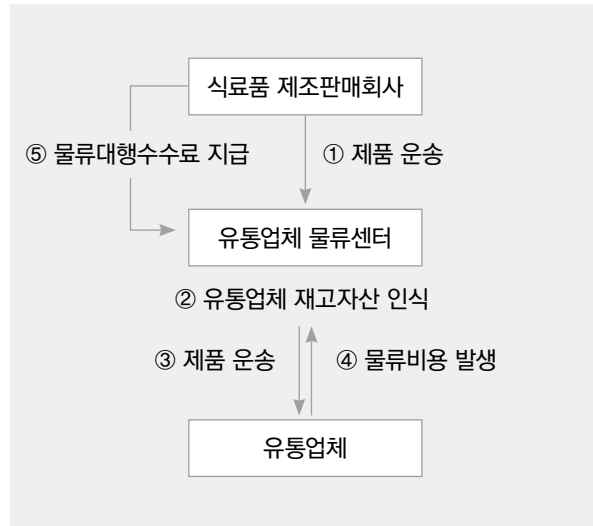 식료품 제조판매회사
⑤ 물류대행수수료 지급
① 제품 운송
유통업체 물류센터
② 유통업체 재고자산 인식
③ 제품 운송
④ 물류비용 발생
유통업체